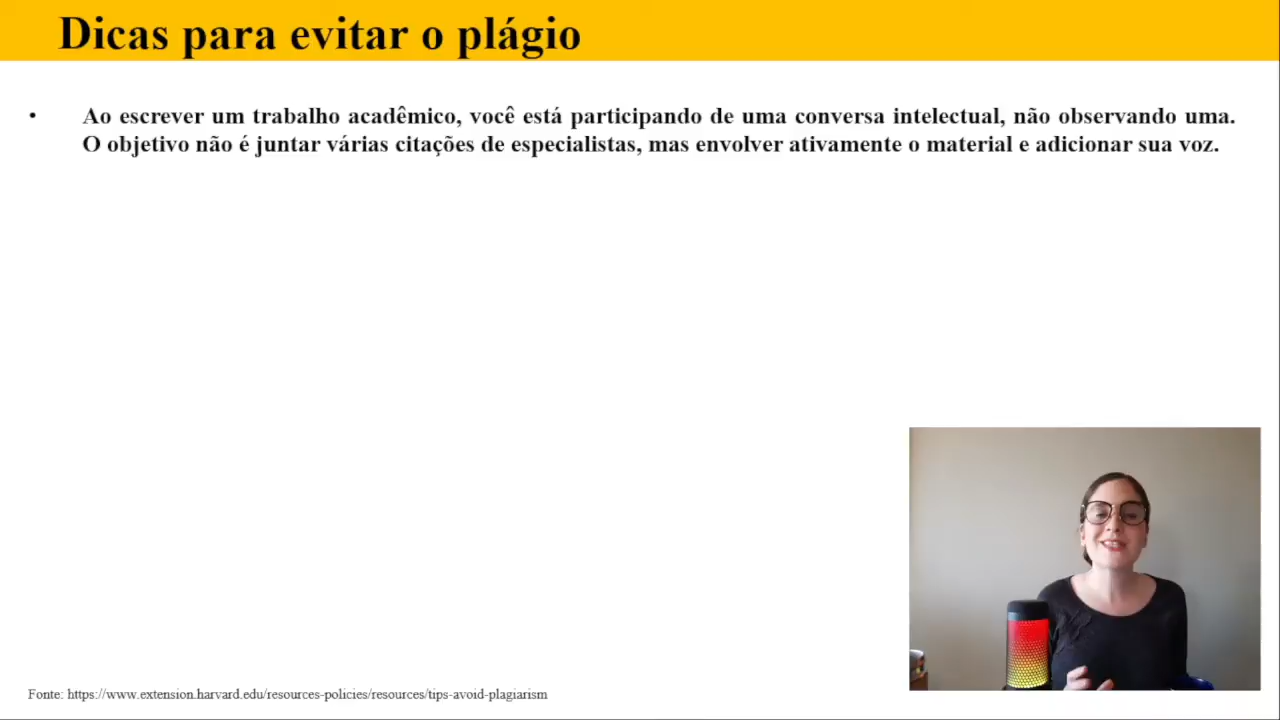 Dicas para evitar o plágio
• Ao escrever um trabalho acadêmico, você está participando de uma conversa intelectual, não observando uma.
O objetivo não é juntar várias citações de especialistas, mas envolver ativamente o material e adicionar sua voz.
Fonte: https://www.extension.harvard.edu/resources-policies/resources/tips-avoid-plagiarism